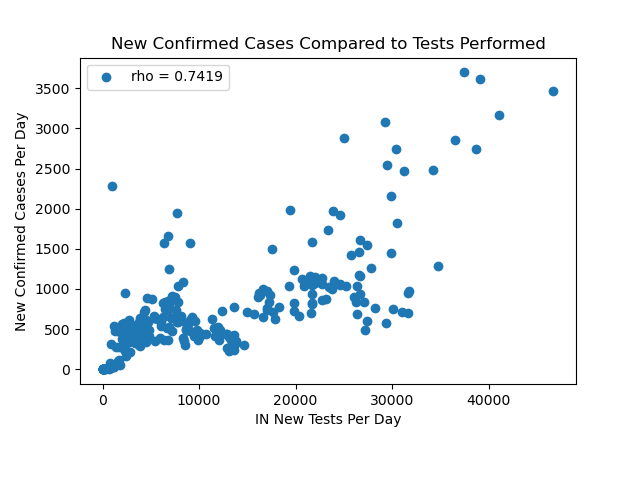 New Confirmed Cases Compared to Tests Performed
rho = 0.7419
New Confirmed Caeses Per Day
3500
3000
2500
2000
1500
1000
500
0
0 10000 20000 30000 40000
IN New Tests Per Day